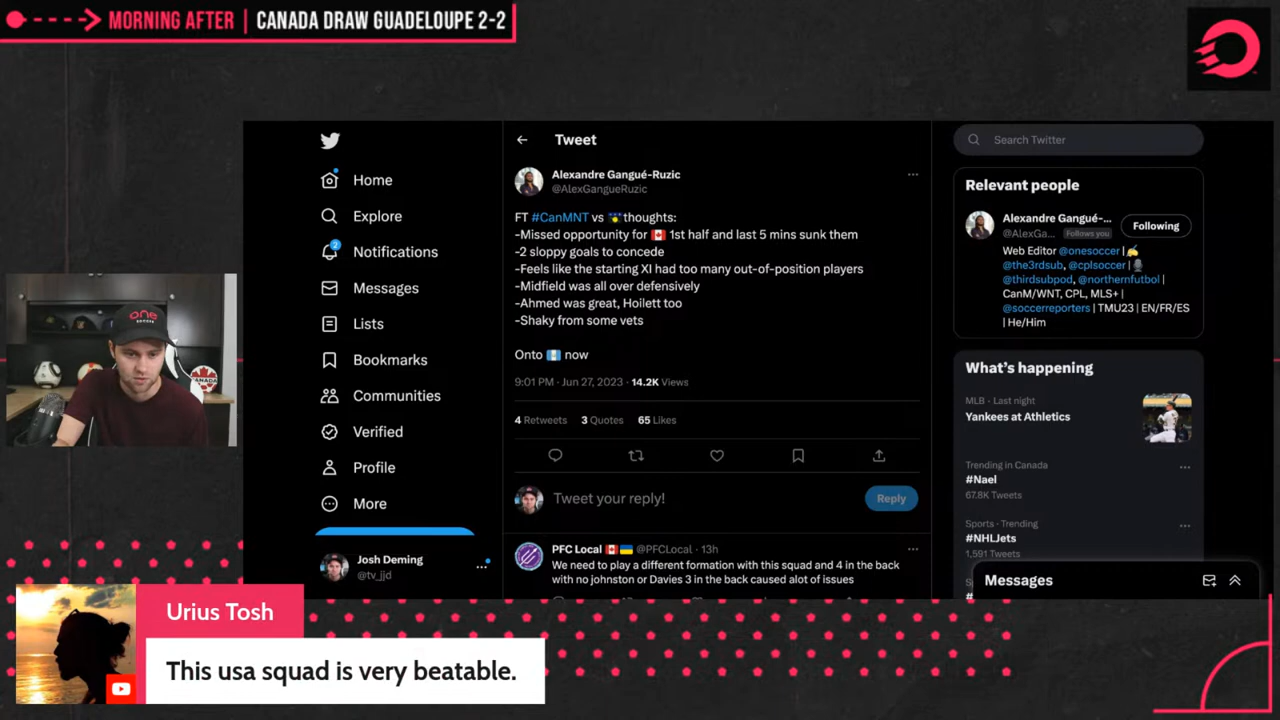 MORNING AFTER | CANADA DRAW GUADELOUPE 2-2
Home
Explore
2
Notifications
Messages
Lists
Bookmarks
Communities
Verified
Profile
More
Josh Deming
@tv_jjd
Tweet
Alexandre Gangué-Ruzic
@AlexGangueRuzic
FT #CanMNT vs thoughts:
-Missed opportunity for 1st half and last 5 mins sunk them
-2 sloppy goals to concede
-Feels like the starting XI had too many out-of-position players
-Midfield was all over defensively
-Ahmed was great, Hoilett too
-Shaky from some vets
Onto now
9:01 PM · Jun 27, 2023 · 14.2K Views
4 Retweets 3 Quotes 65 Likes
Tweet your reply!
Reply
PFC Local @PFCLocal · 13h
We need to play a different formation with this squad and 4 in the back
with no johnston or Davies 3 in the back caused alot of issues
Search Twitter
Relevant people
Alexandre Gangué-...
@AlexGa... Follows you
Following
Web Editor @onesoccer |
@the3rdsub, @cplsoccer |
@thirdsubpod, @northernfutbol |
CanM/WNT, CPL, MLS+ |
@soccerreporters | TMU23 | EN/FR/ES
| He/Him
What's happening
MLB · Last night
Yankees at Athletics
Trending in Canada
#Nael
67.8K Tweets
Sports · Trending
#NHLJets
1,591 Tweets
Messages
one
SOCCER
CANADA
Urius Tosh
This usa squad is very beatable.